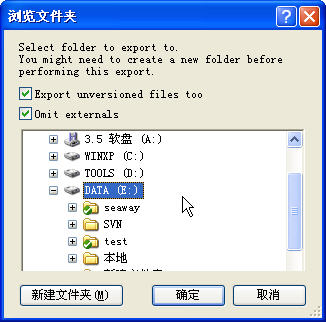 浏览文件夹
Select folder to export to.
You might need to create a new folder before
performing this export.
Export unversioned files too
Omit externals
3.5 软盘 (A:)
WINXP (C:)
TOOLS (D:)
DATA (E:)
seaway
SVN
test
本地
新建文件夹(M)
确定
取消